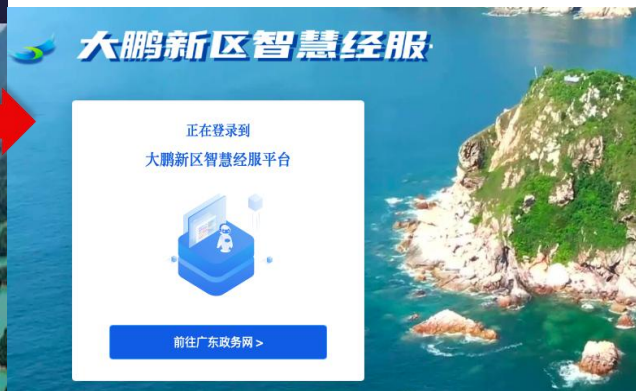 大鹏新区智慧经服
正在登录到
大鹏新区智慧经服平台
前往广东政务网 >